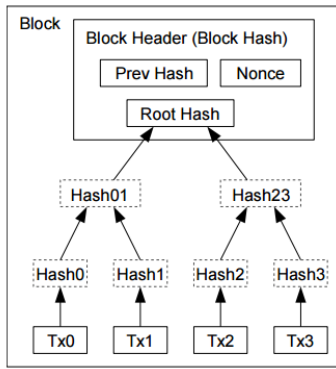 Block
Block Header (Block Hash)
Prev Hash Nonce
Root Hash
Hash01 Hash23
Hash0 Hash1 Hash2 Hash3
Tx0 Tx1 Tx2 Tx3